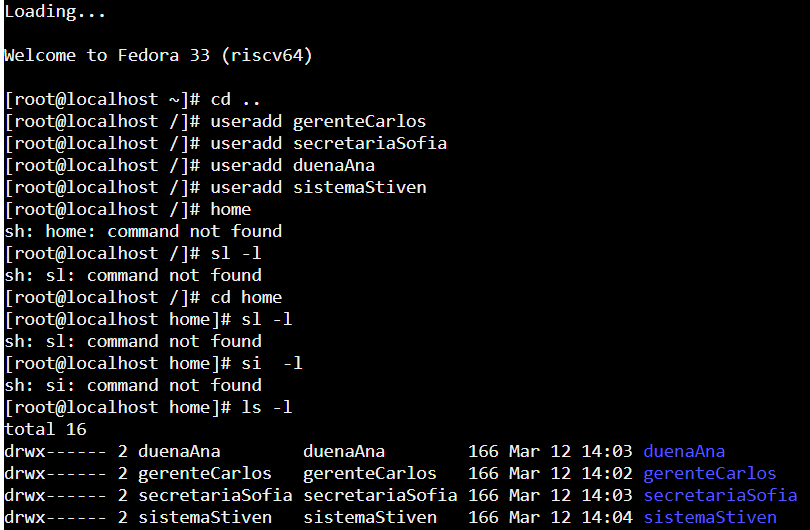 Loading...
Welcome to Fedora 33 (riscv64)
[root@localhost ~]# cd ..
[root@localhost /]# useradd gerenteCarlos
[root@localhost /]# useradd secretariaSofia
[root@localhost /]# useradd duenaAna
[root@localhost /]# useradd sistemaStiven
[root@localhost /]# home
sh: home: command not found
[root@localhost /]# sl -l
sh: sl: command not found
[root@localhost /]# cd home
[root@localhost home]# sl -l
sh: sl: command not found
[root@localhost home]# si  -l
sh: si: command not found
[root@localhost home]# ls -l
total 16
drwx------ 2 duenaAna        duenaAna        166 Mar 12 14:03 duenaAna
drwx------ 2 gerenteCarlos   gerenteCarlos   166 Mar 12 14:02 gerenteCarlos
drwx------ 2 secretariaSofia secretariaSofia 166 Mar 12 14:03 secretariaSofia
drwx------ 2 sistemaStiven   sistemaStiven   166 Mar 12 14:04 sistemaStiven